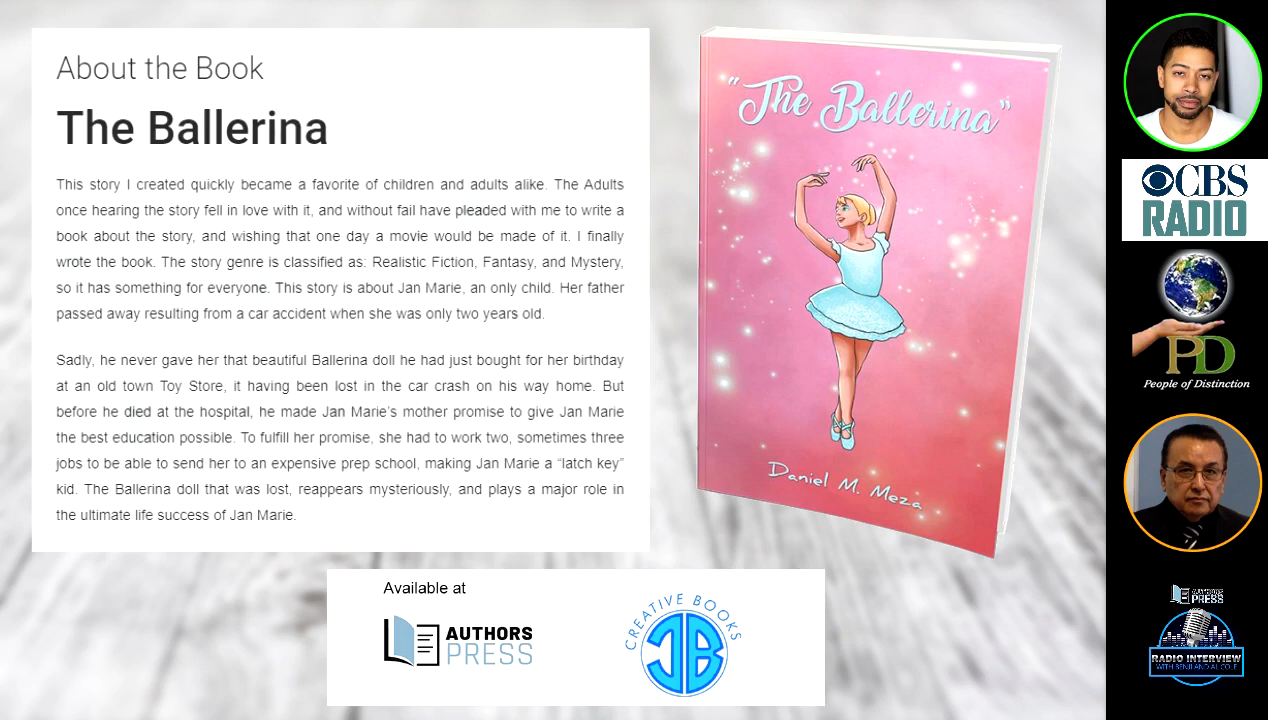 About the Book
The Ballerina
This story I created quickly became a favorite of children and adults alike. The Adults
once hearing the story fell in love with it, and without fail have pleaded with me to write a
book about the story, and wishing that one day a movie would be made of it. I finally
wrote the book. The story genre is classified as: Realistic Fiction, Fantasy, and Mystery,
so it has something for everyone. This story is about Jan Marie, an only child. Her father
passed away resulting from a car accident when she was only two years old.
Sadly, he never gave her that beautiful Ballerina doll he had just bought for her birthday
at an old town Toy Store, it having been lost in the car crash on his way home. But
before he died at the hospital, he made Jan Marie's mother promise to give Jan Marie
the best education possible. To fulfill her promise, she had to work two, sometimes three
jobs to be able to send her to an expensive prep school, making Jan Marie a “latch key”
kid. The Ballerina doll that was lost, reappears mysteriously, and plays a major role in
the ultimate life success of Jan Marie.
"The Ballerina"
Daniel M. Meza
Available at
AUTHORS
PRESS
CREATIVE BOOKS
JB
CBS
RADIO
PD
People of Distinction
AUTHORS
PRESS
RADIO INTERVIEW
WITH BENJI AND AL COLE